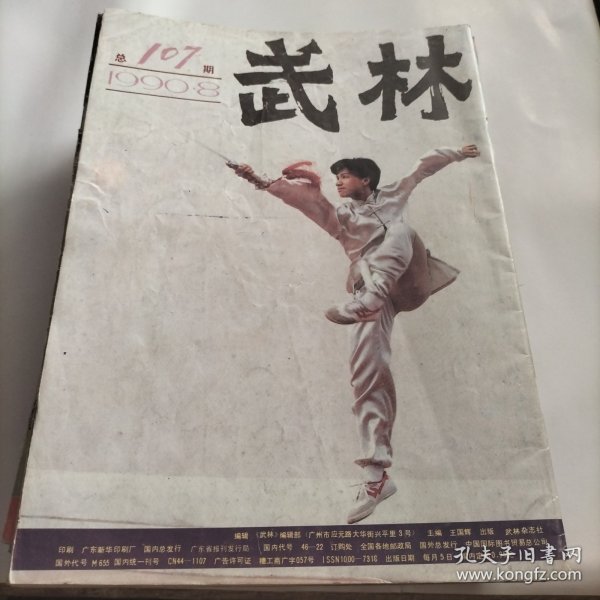 总107期
1990·8
武林
编辑 《武林》编辑部 (广州市应元路大华街兴平里3号) 主编 王国辉 出版 武林杂志社
印刷 广东新华印刷厂 国内总发行 广东省报刊发行局 国内代号 46-22 订购处 全国各地邮政局 国外总发行 中国国际图书贸易总公司
国外代号 M655 国内统一刊号 CN44-1107 广告许可证 穗工商广字057号 ISSN1000-7316 出版日期 每月5日
孔夫子旧书网
www.kongfz.com